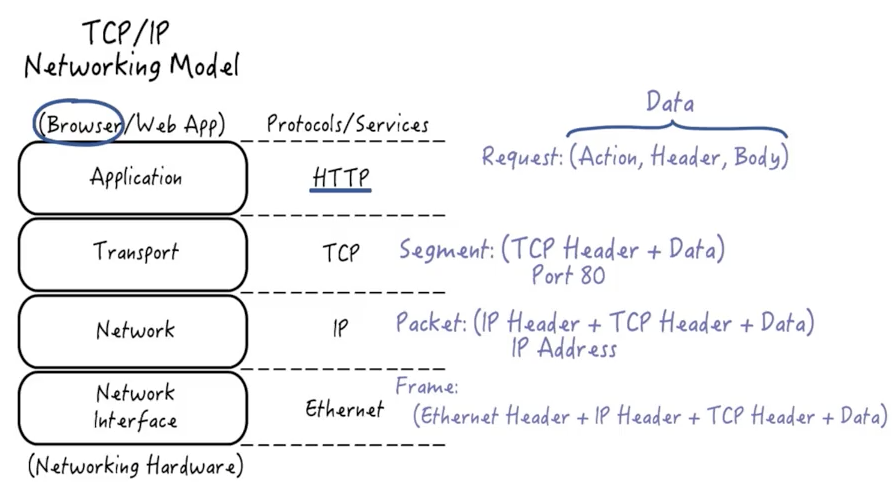 TCP/IP
Networking Model
(Browser/Web App)
Protocols/Services
Data
Request: (Action, Header, Body)
Application
HTTP
Transport
TCP
Segment: (TCP Header + Data)
Port 80
Network
IP
Packet: (IP Header + TCP Header + Data)
IP Address
Network
Interface
Ethernet
Frame:
(Ethernet Header + IP Header + TCP Header + Data)
(Networking Hardware)